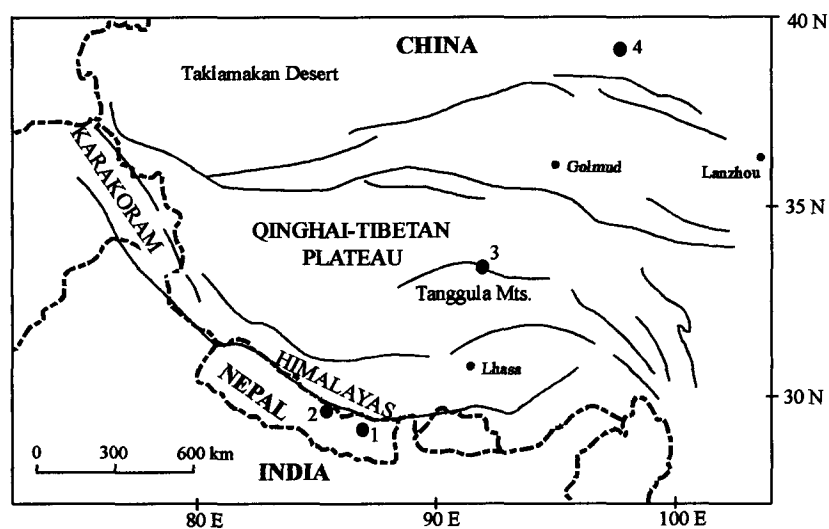 40 N
CHINA
4
Taklamakan Desert
KARAKORAM
Golmud
Lanzhou
35 N
QINGHAI-TIBETAN
PLATEAU
3
Tanggula Mts.
HIMALAYAS
Lhasa
NEPAL
30 N
2
1
0 300 600 km
INDIA
80 E 90 E 100 E